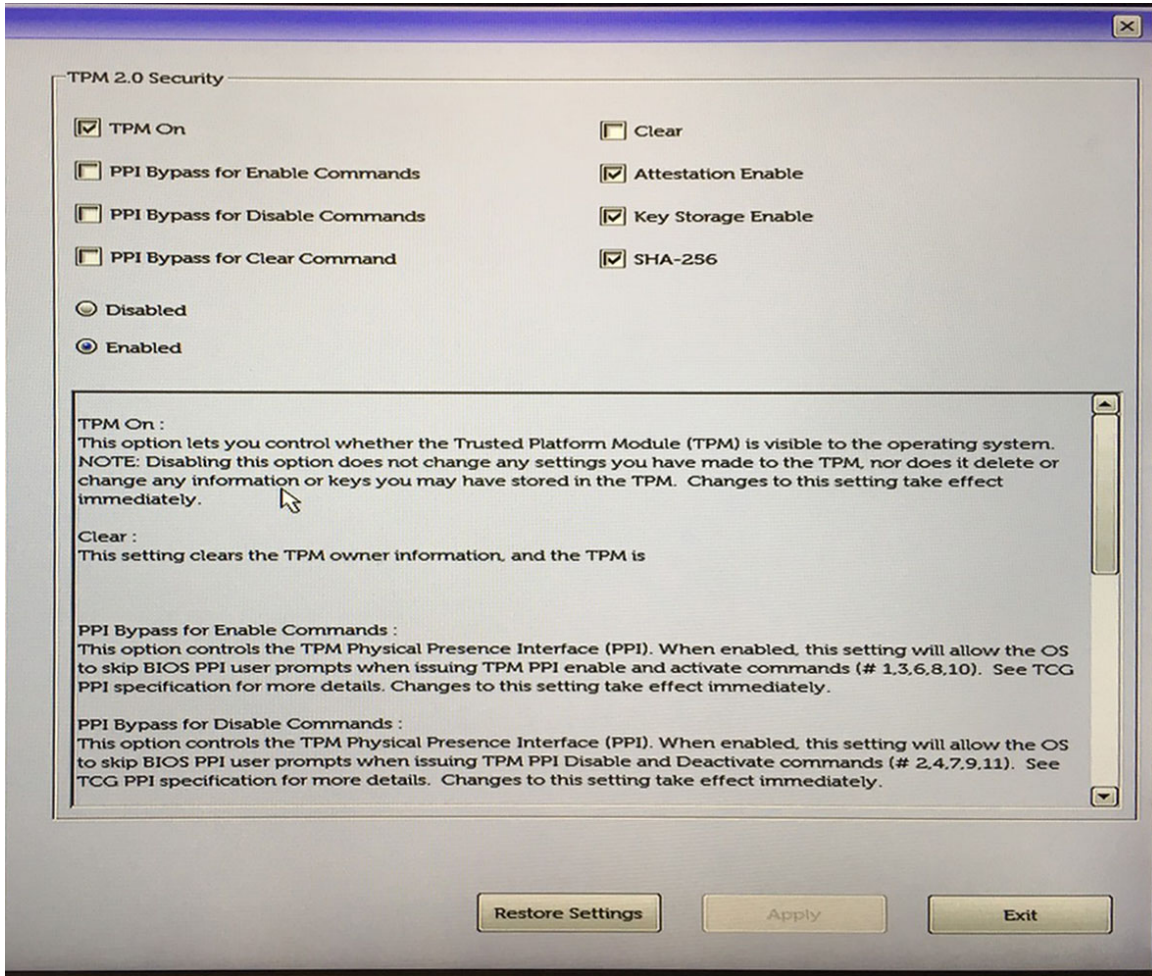 TPM 2.0 Security
TPM On
Clear
PPI Bypass for Enable Commands
Attestation Enable
PPI Bypass for Disable Commands
Key Storage Enable
PPI Bypass for Clear Command
SHA-256
Disabled
Enabled
TPM On :
This option lets you control whether the Trusted Platform Module (TPM) is visible to the operating system.
NOTE: Disabling this option does not change any settings you have made to the TPM, nor does it delete or
change any information or keys you may have stored in the TPM.  Changes to this setting take effect
immediately.
Clear :
This setting clears the TPM owner information, and the TPM is
PPI Bypass for Enable Commands :
This option controls the TPM Physical Presence Interface (PPI). When enabled, this setting will allow the OS
to skip BIOS PPI user prompts when issuing TPM PPI enable and activate commands (# 1,3,6,8,10).  See TCG
PPI specification for more details. Changes to this setting take effect immediately.
PPI Bypass for Disable Commands :
This option controls the TPM Physical Presence Interface (PPI). When enabled, this setting will allow the OS
to skip BIOS PPI user prompts when issuing TPM PPI Disable and Deactivate commands (# 2,4,7,9,11).  See
TCG PPI specification for more details.  Changes to this setting take effect immediately.
Restore Settings
Apply
Exit